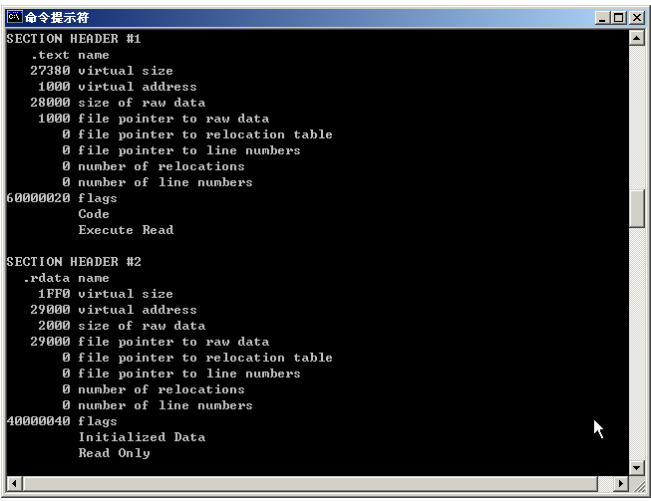 命令提示符
SECTION HEADER #1
.text name
27380 virtual size
1000 virtual address
28000 size of raw data
1000 file pointer to raw data
0 file pointer to relocation table
0 file pointer to line numbers
0 number of relocations
0 number of line numbers
60000020 flags
Code
Execute Read
SECTION HEADER #2
.rdata name
1FF0 virtual size
29000 virtual address
2000 size of raw data
29000 file pointer to raw data
0 file pointer to relocation table
0 file pointer to line numbers
0 number of relocations
0 number of line numbers
40000040 flags
Initialized Data
Read Only